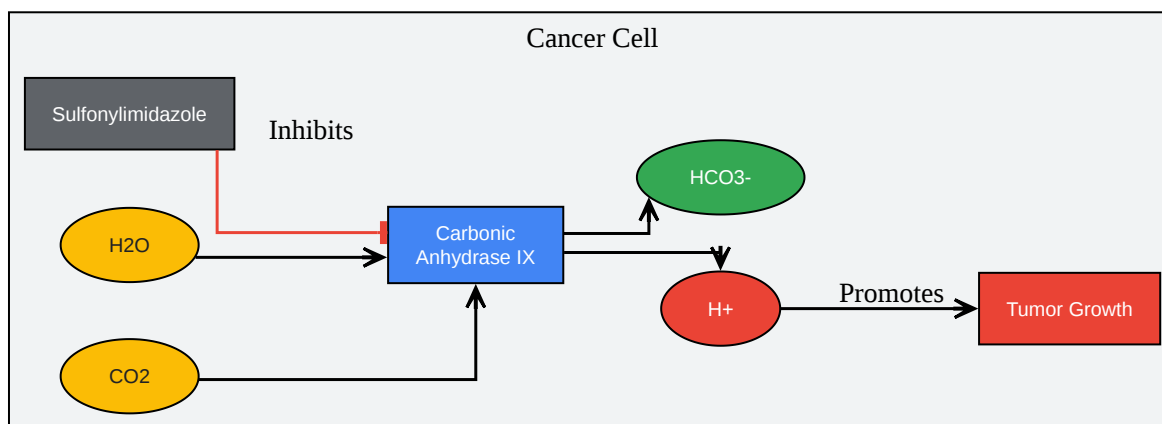 Cancer Cell
Sulfonylimidazole
Inhibits
HCO3-
H2O
Carbonic
Anhydrase IX
H+
Promotes
Tumor Growth
CO2